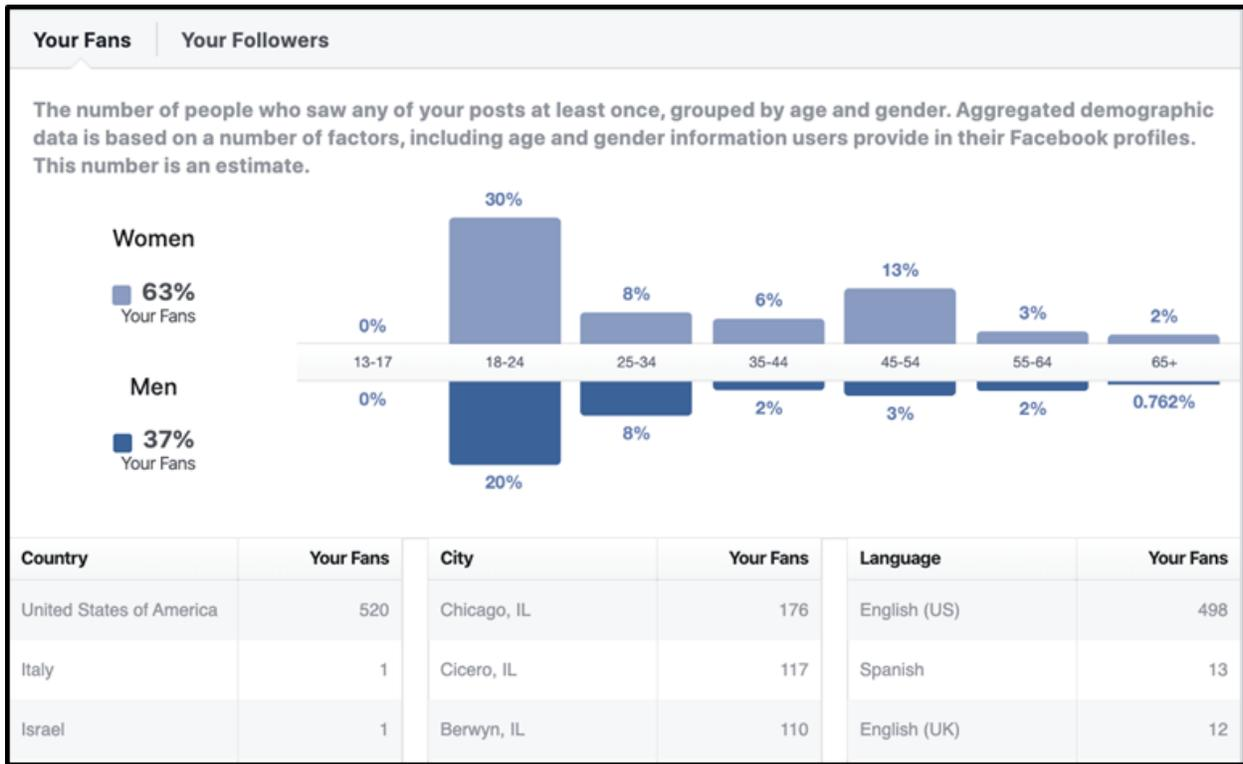 Your Fans
Your Followers
The number of people who saw any of your posts at least once, grouped by age and gender. Aggregated demographic
data is based on a number of factors, including age and gender information users provide in their Facebook profiles.
This number is an estimate.
Women
63%
Your Fans
30%
13%
8%
6%
3%
2%
0%
13-17 18-24 25-34 35-44 45-54 55-64 65+
Men
37%
Your Fans
0%
20%
8%
2%
3%
2%
0.762%
Country Your Fans City Your Fans Language Your Fans
United States of America 520 Chicago, IL 176 English (US) 498
Italy 1 Cicero, IL 117 Spanish 13
Israel 1 Berwyn, IL 110 English (UK) 12